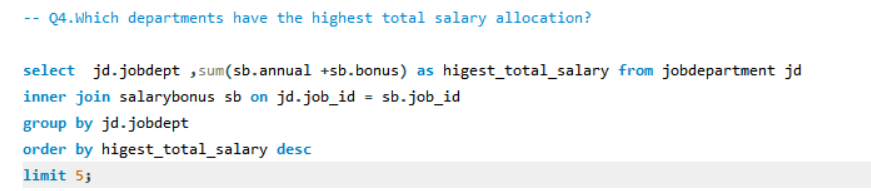 -- Q4.Which departments have the highest total salary allocation?
select  jd.jobdept ,sum(sb.annual +sb.bonus) as higest_total_salary from jobdepartment jd
inner join salarybonus sb on jd.job_id = sb.job_id
group by jd.jobdept
order by higest_total_salary desc
limit 5;